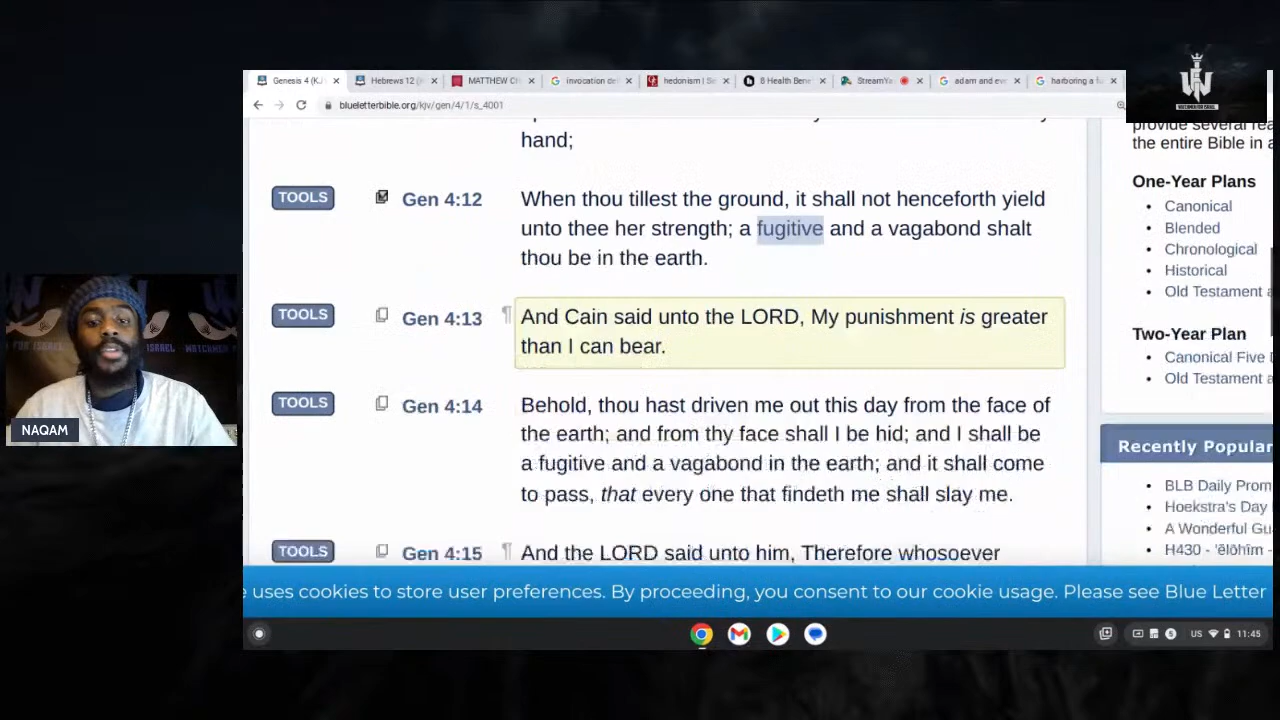 Genesis 4 (KJ
Hebrews 12 (
MATTHEW C
invocation de
hedonism | S
8 Health Bene
StreamYa
adam and ev
harboring a f
blueletterbible.org/kjv/gen/4/1/s_4001
WATCHMEN FOR ISRAEL
hand;
provide several rea
the entire Bible in a
One-Year Plans
Canonical
Blended
Chronological
Historical
Old Testament a
Two-Year Plan
Canonical Five D
Old Testament a
Recently Popular
BLB Daily Prom
Hoekstra's Day
A Wonderful Gu
H430 - 'ĕlōhîm -
TOOLS
Gen 4:12
When thou tillest the ground, it shall not henceforth yield
unto thee her strength; a fugitive and a vagabond shalt
thou be in the earth.
TOOLS
Gen 4:13
¶ And Cain said unto the LORD, My punishment is greater
than I can bear.
TOOLS
Gen 4:14
Behold, thou hast driven me out this day from the face of
the earth; and from thy face shall I be hid; and I shall be
a fugitive and a vagabond in the earth; and it shall come
to pass, that every one that findeth me shall slay me.
TOOLS
Gen 4:15
¶ And the LORD said unto him, Therefore whosoever
e uses cookies to store user preferences. By proceeding, you consent to our cookie usage. Please see Blue Letter
US
11:45
FOR ISRAEL
ISRAEL
NAQAM